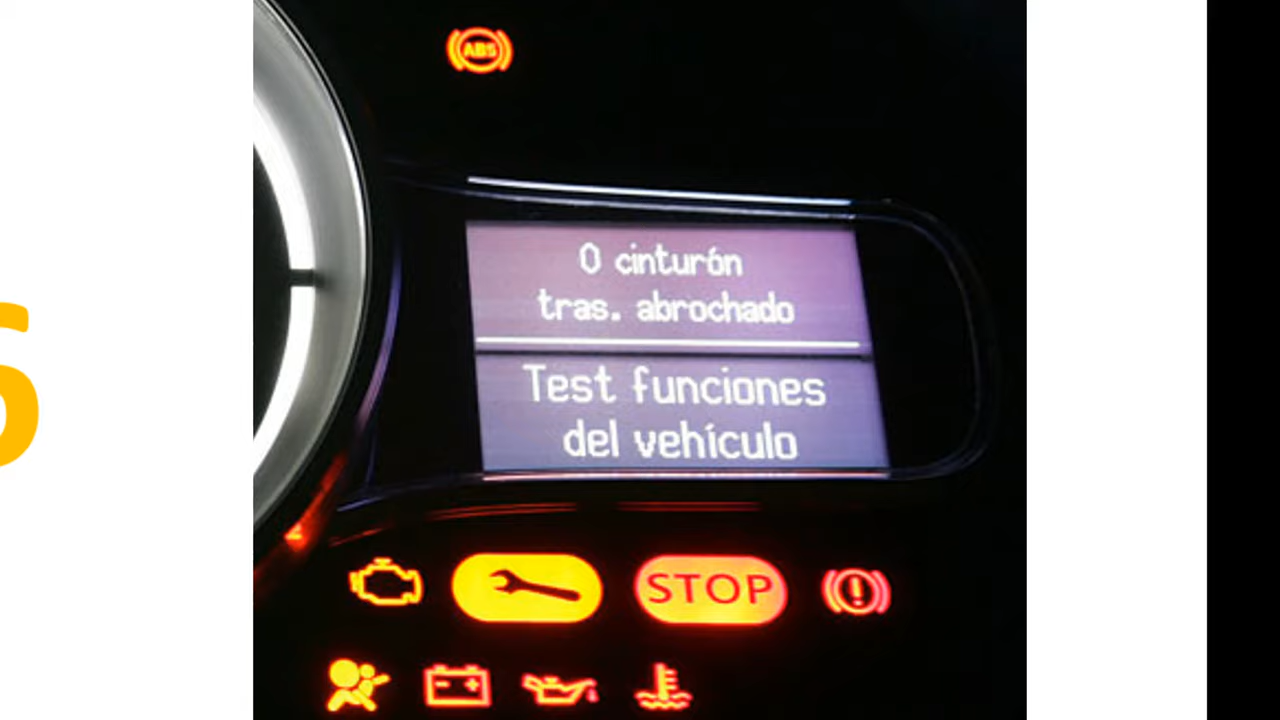 ABS
0 cinturón
tras. abrochado
Test funciones
del vehículo
STOP